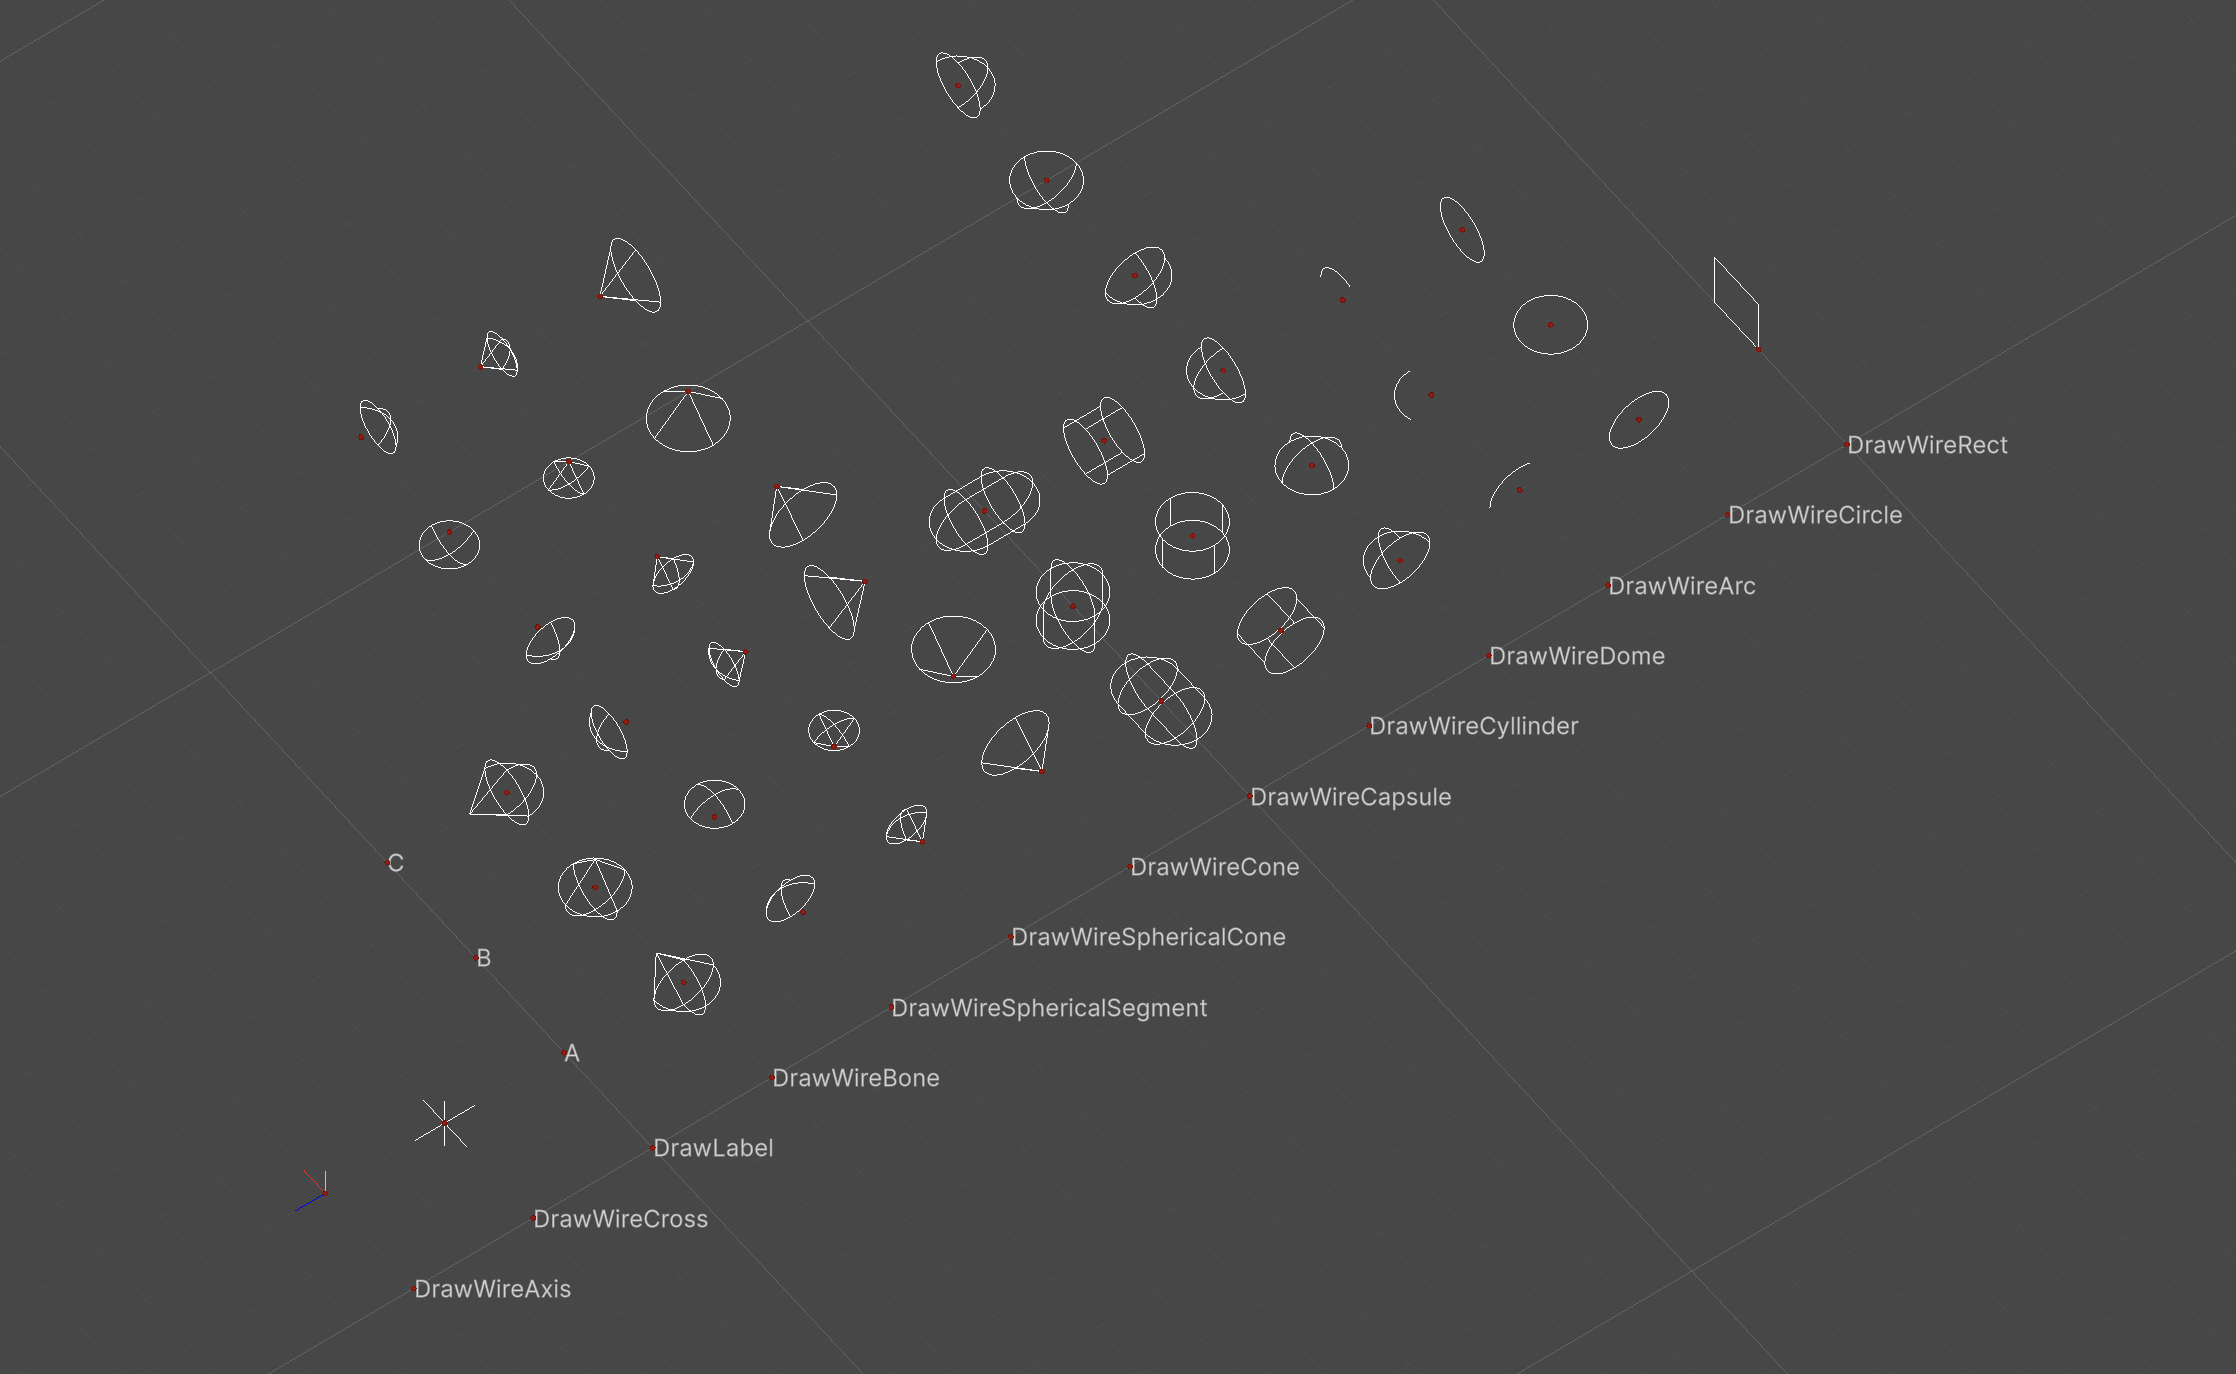 DrawWireRect
DrawWireCircle
DrawWireArc
DrawWireDome
DrawWireCyllinder
DrawWireCapsule
DrawWireCone
C
DrawWireSphericalCone
B
DrawWireSphericalSegment
A
DrawWireBone
DrawLabel
DrawWireCross
DrawWireAxis